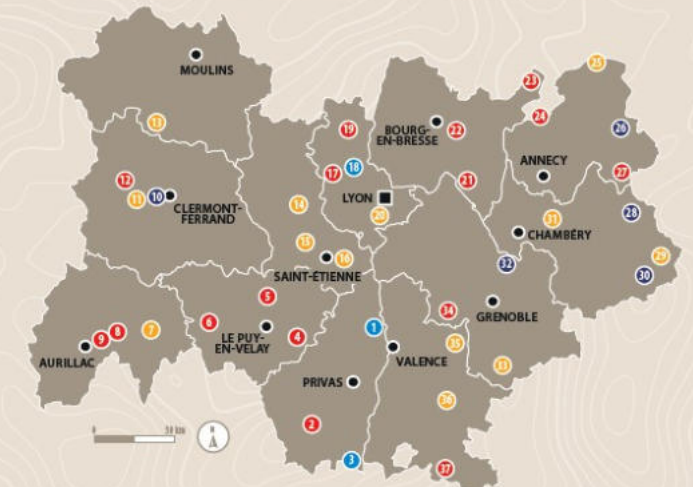 25
MOULINS
23
24
13
19
BOURG-
EN-BRESSE
22
26
12
17
18
21
ANNECY
27
11
10
CLERMONT-
FERRAND
14
LYON
20
31
28
CHAMBÉRY
15
16
32
29
30
SAINT-ÉTIENNE
5
6
8
9
7
34
GRENOBLE
LE PUY-
EN-VELAY
4
1
AURILLAC
VALENCE
35
33
PRIVAS
36
2
0
N
3
37